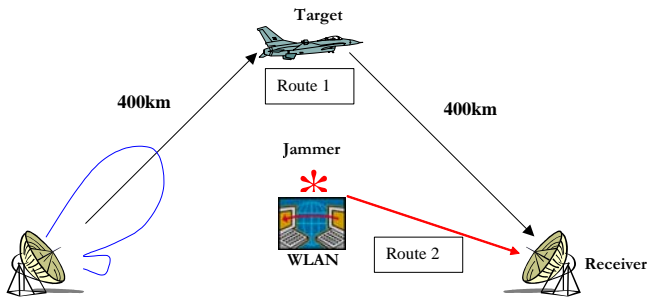 Target
Route 1
400km
400km
Jammer
WLAN
Route 2
Receiver